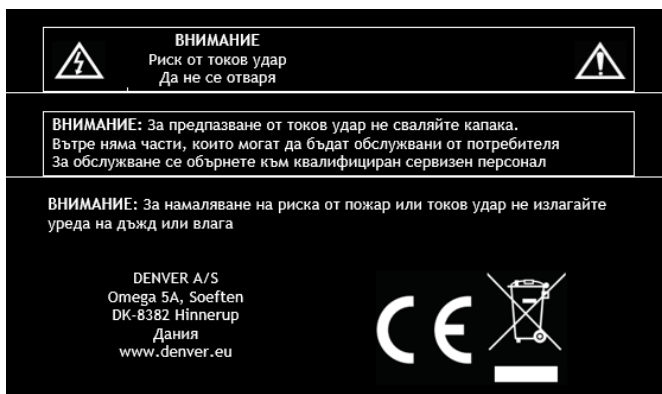 ВНИМАНИЕ
Риск от токов удар
Да не се отваря
ВНИМАНИЕ: За предпазване от токов удар не сваляйте капака.
Вътре няма части, които могат да бъдат обслужвани от потребителя
За обслужване се обърнете към квалифициран сервизен персонал
ВНИМАНИЕ: За намаляване на риска от пожар или токов удар не излагайте
уреда на дъжд или влага
DENVER A/S
Omega 5A, Soeften
DK-8382 Hinnerup
Дания
www.denver.eu
CE